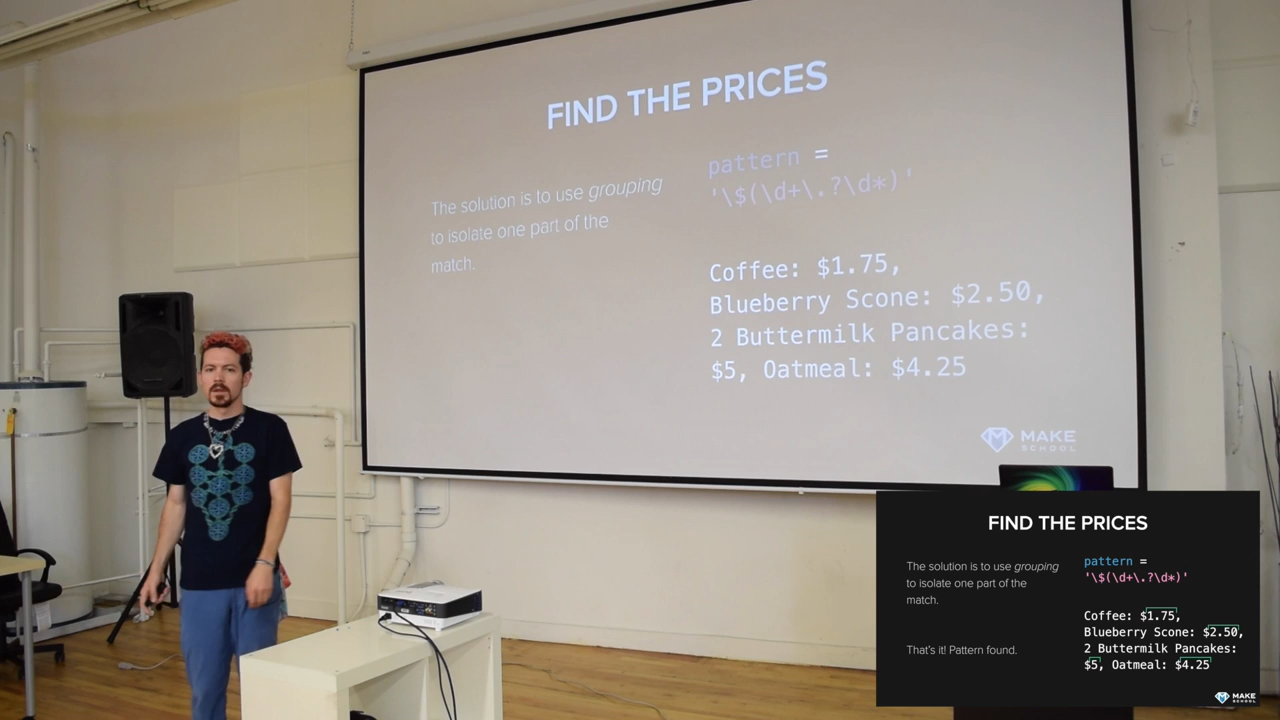 FIND THE PRICES
The solution is to use grouping
to isolate one part of the
match.
pattern =
'\$(\d+\.?\d*)'
Coffee: $1.75,
Blueberry Scone: $2.50,
2 Buttermilk Pancakes:
$5, Oatmeal: $4.25
MAKE
SCHOOL
FIND THE PRICES
The solution is to use grouping
to isolate one part of the
match.
That's it! Pattern found.
pattern =
'\$(\d+\.?\d*)'
Coffee: $1.75,
Blueberry Scone: $2.50,
2 Buttermilk Pancakes:
$5, Oatmeal: $4.25
MAKE
SCHOOL